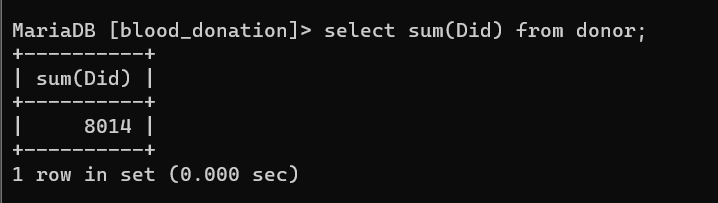 MariaDB [blood_donation]> select sum(Did) from donor;
+----------+
| sum(Did) |
+----------+
|     8014 |
+----------+
1 row in set (0.000 sec)